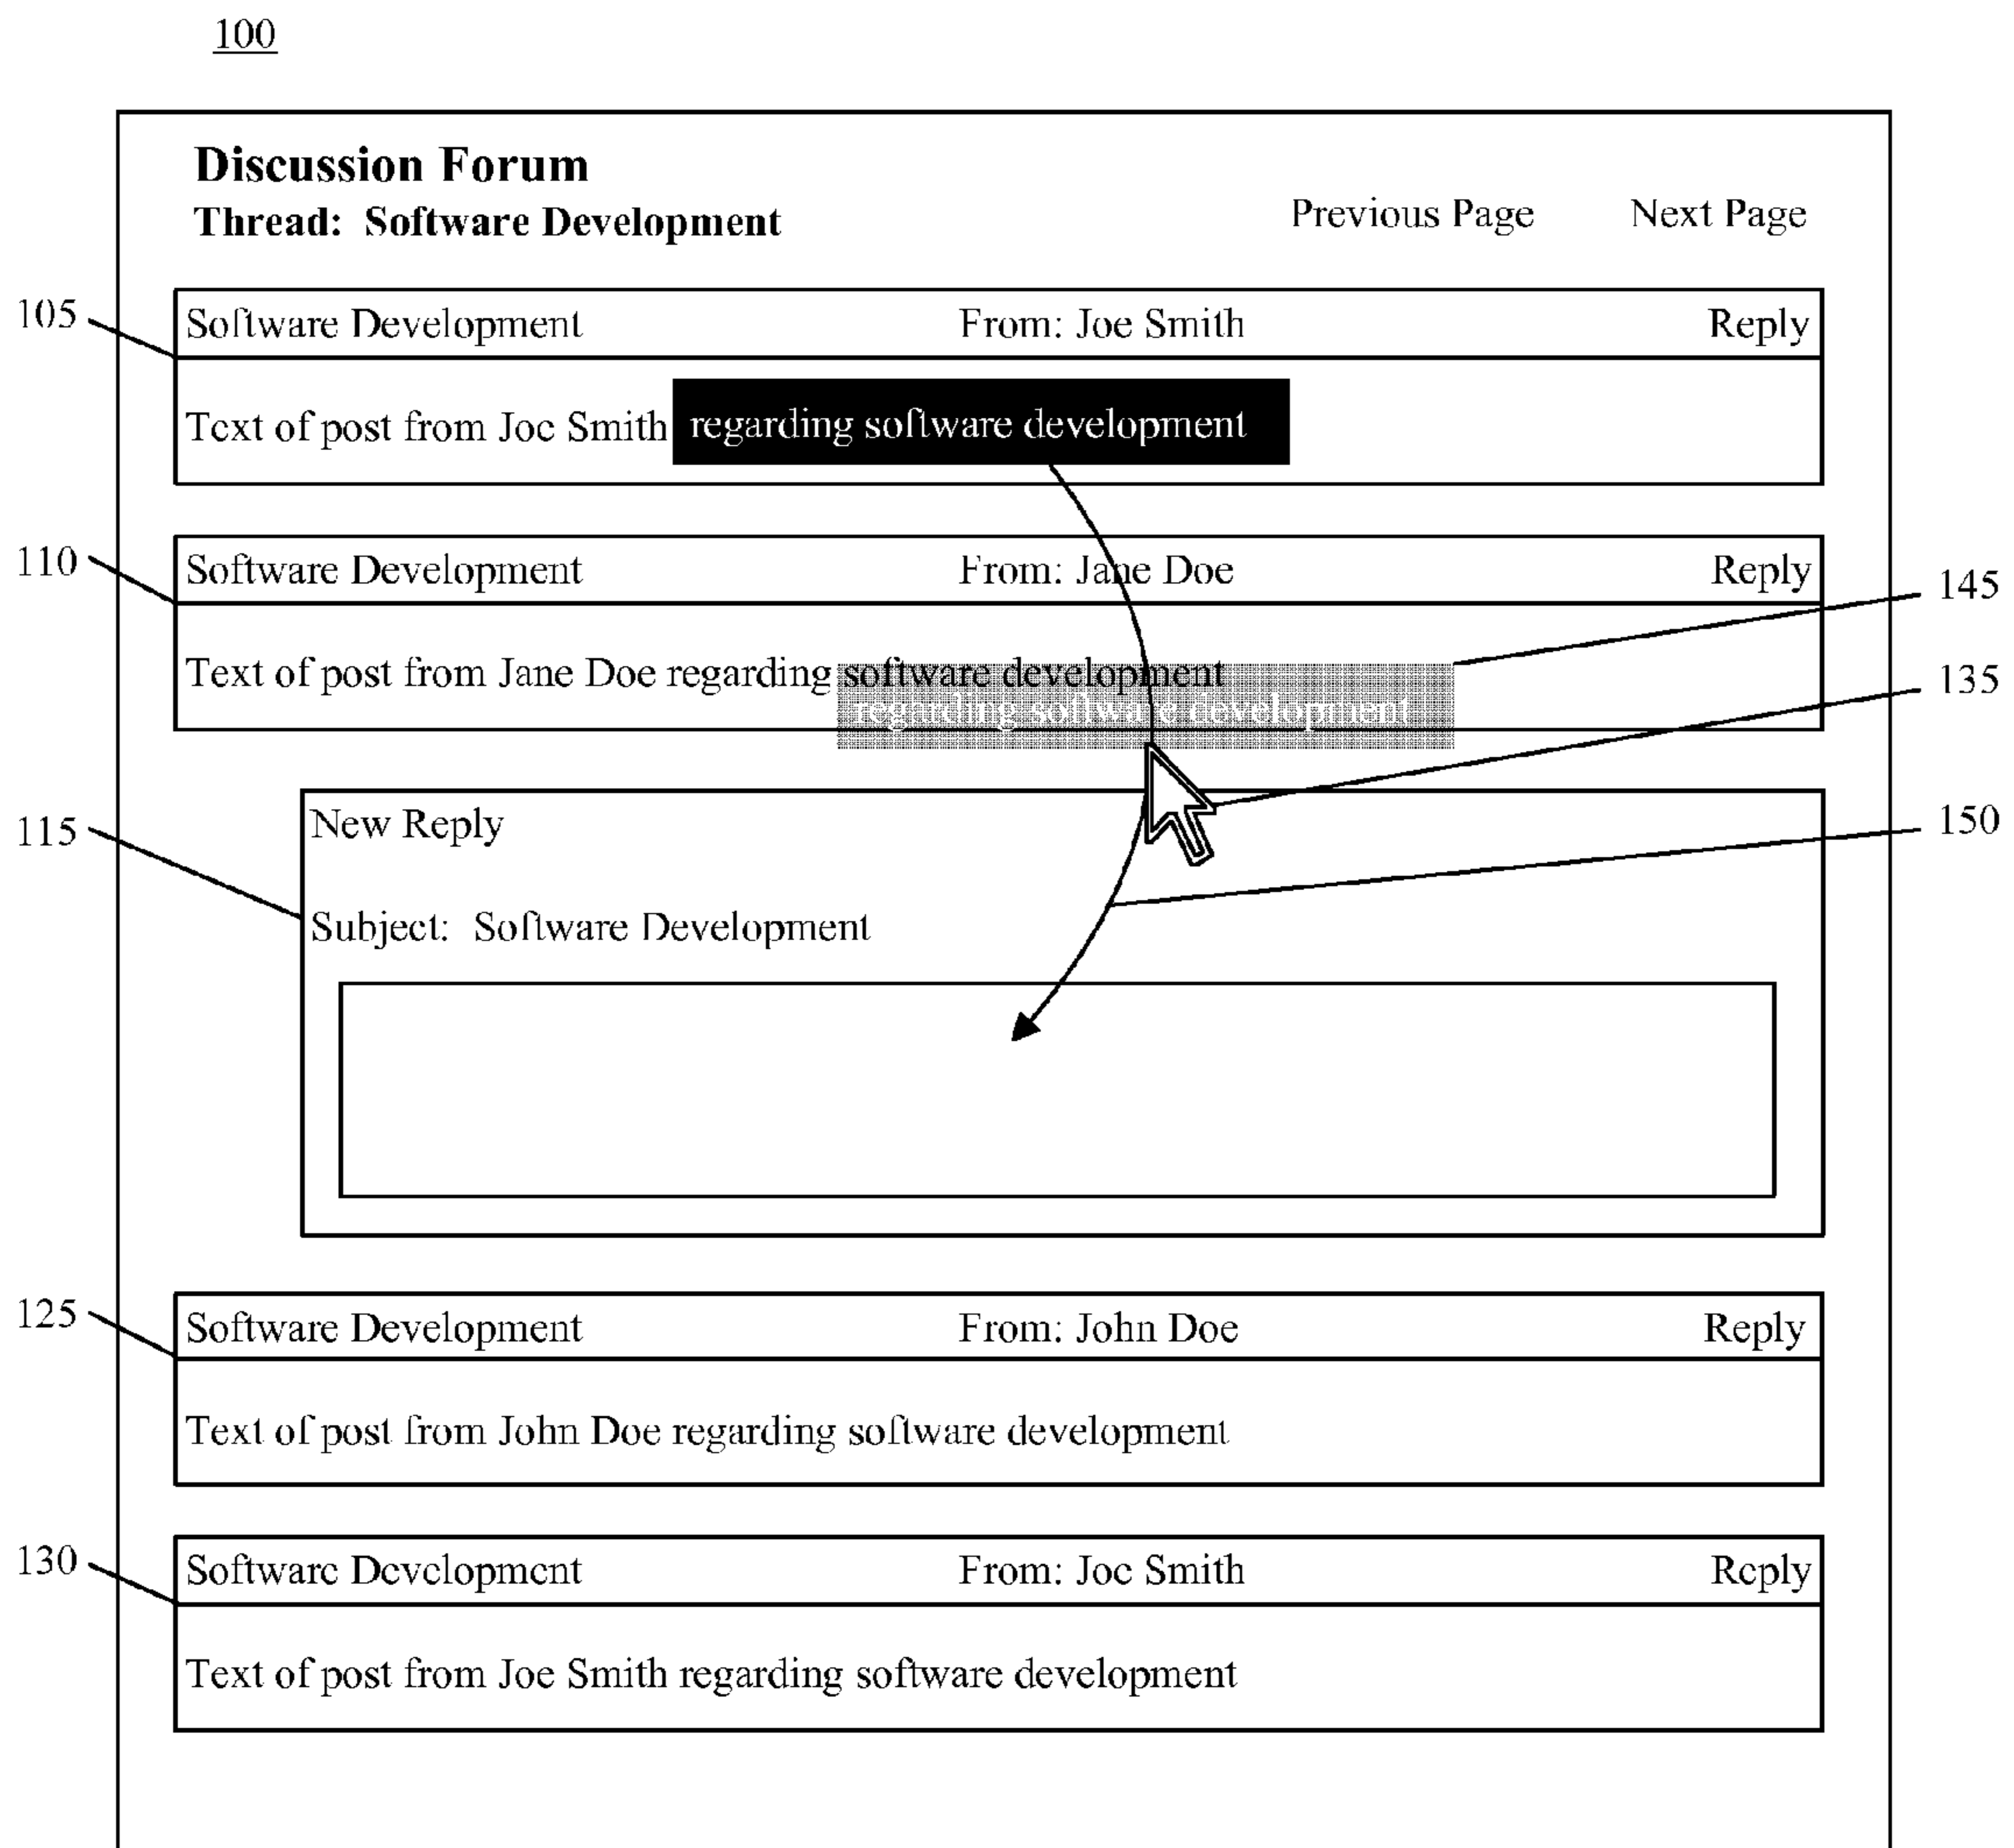 100
Discussion Forum
Thread: Software Development
Previous Page Next Page
105
Software Development From: Joe Smith Reply
Text of post from Joe Smith regarding software development
110
Software Development From: Jane Doe Reply
145
Text of post from Jane Doe regarding software development
135
regarding software development
New Reply
115
150
Subject: Software Development
125
Software Development From: John Doe Reply
Text of post from John Doe regarding software development
130
Software Development From: Joe Smith Reply
Text of post from Joe Smith regarding software development